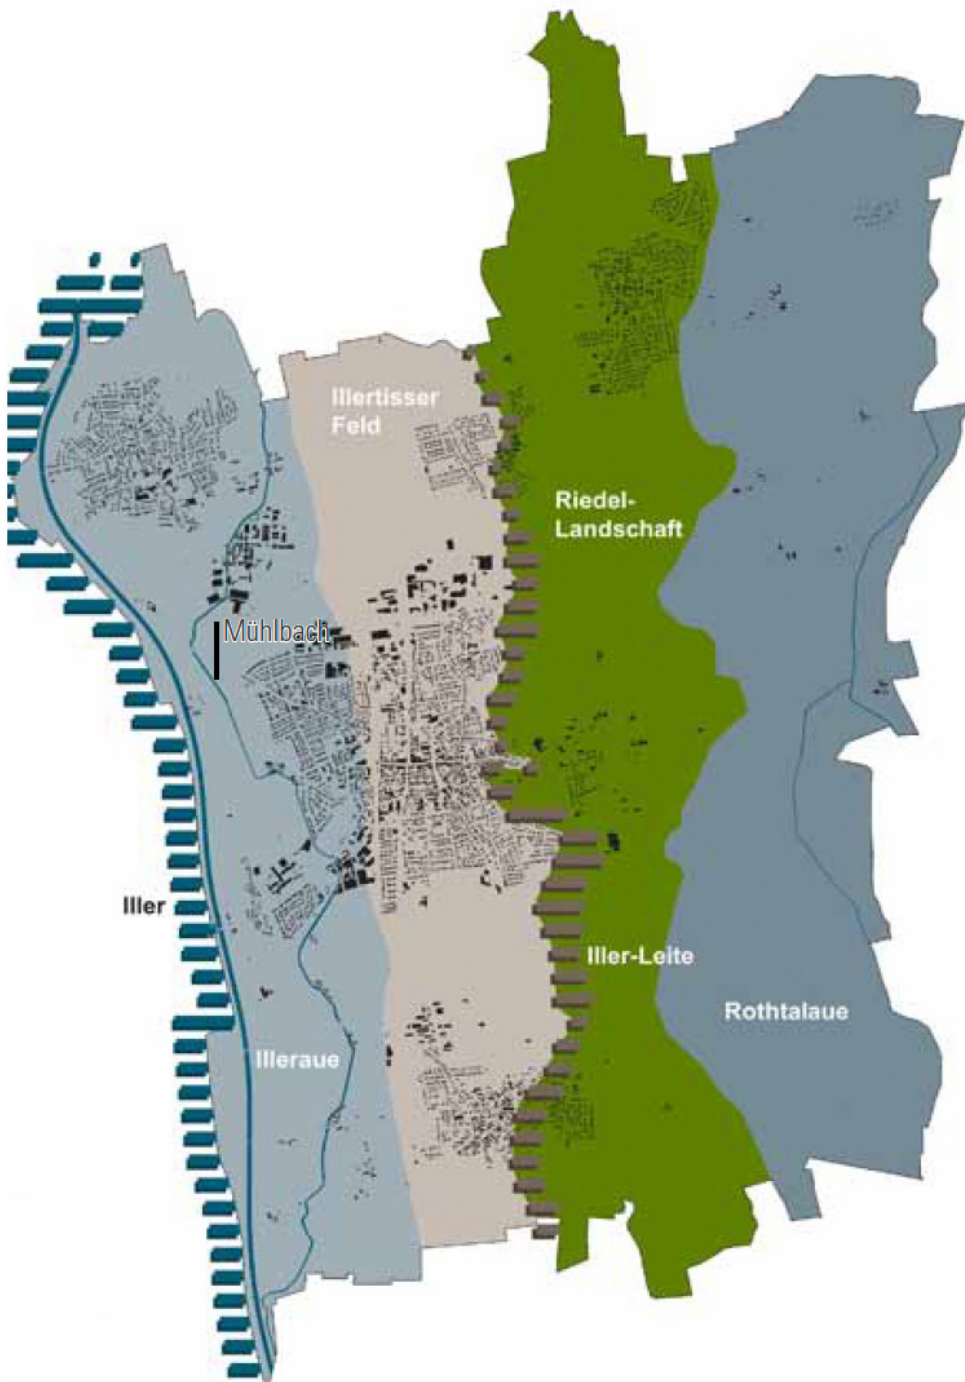 Illertisser
Feld
Riedel-
Landschaft
Mühlbach
Iller
Iller-Leite
Rothtalaue
Illeraue